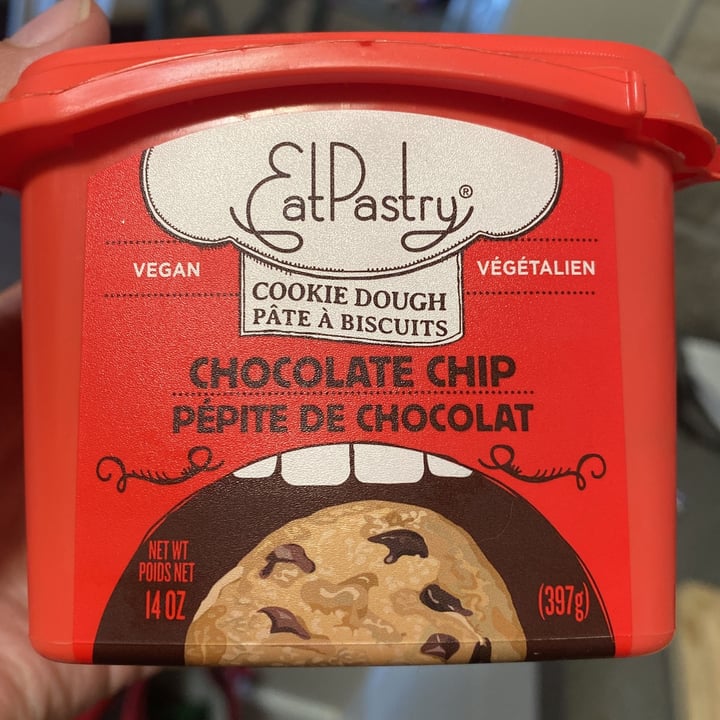 EatPastry®
VEGAN
VÉGÉTALIEN
COOKIE DOUGH
PÂTE À BISCUITS
CHOCOLATE CHIP
PÉPITE DE CHOCOLAT
NET WT
POIDS NET
14 OZ
(397g)